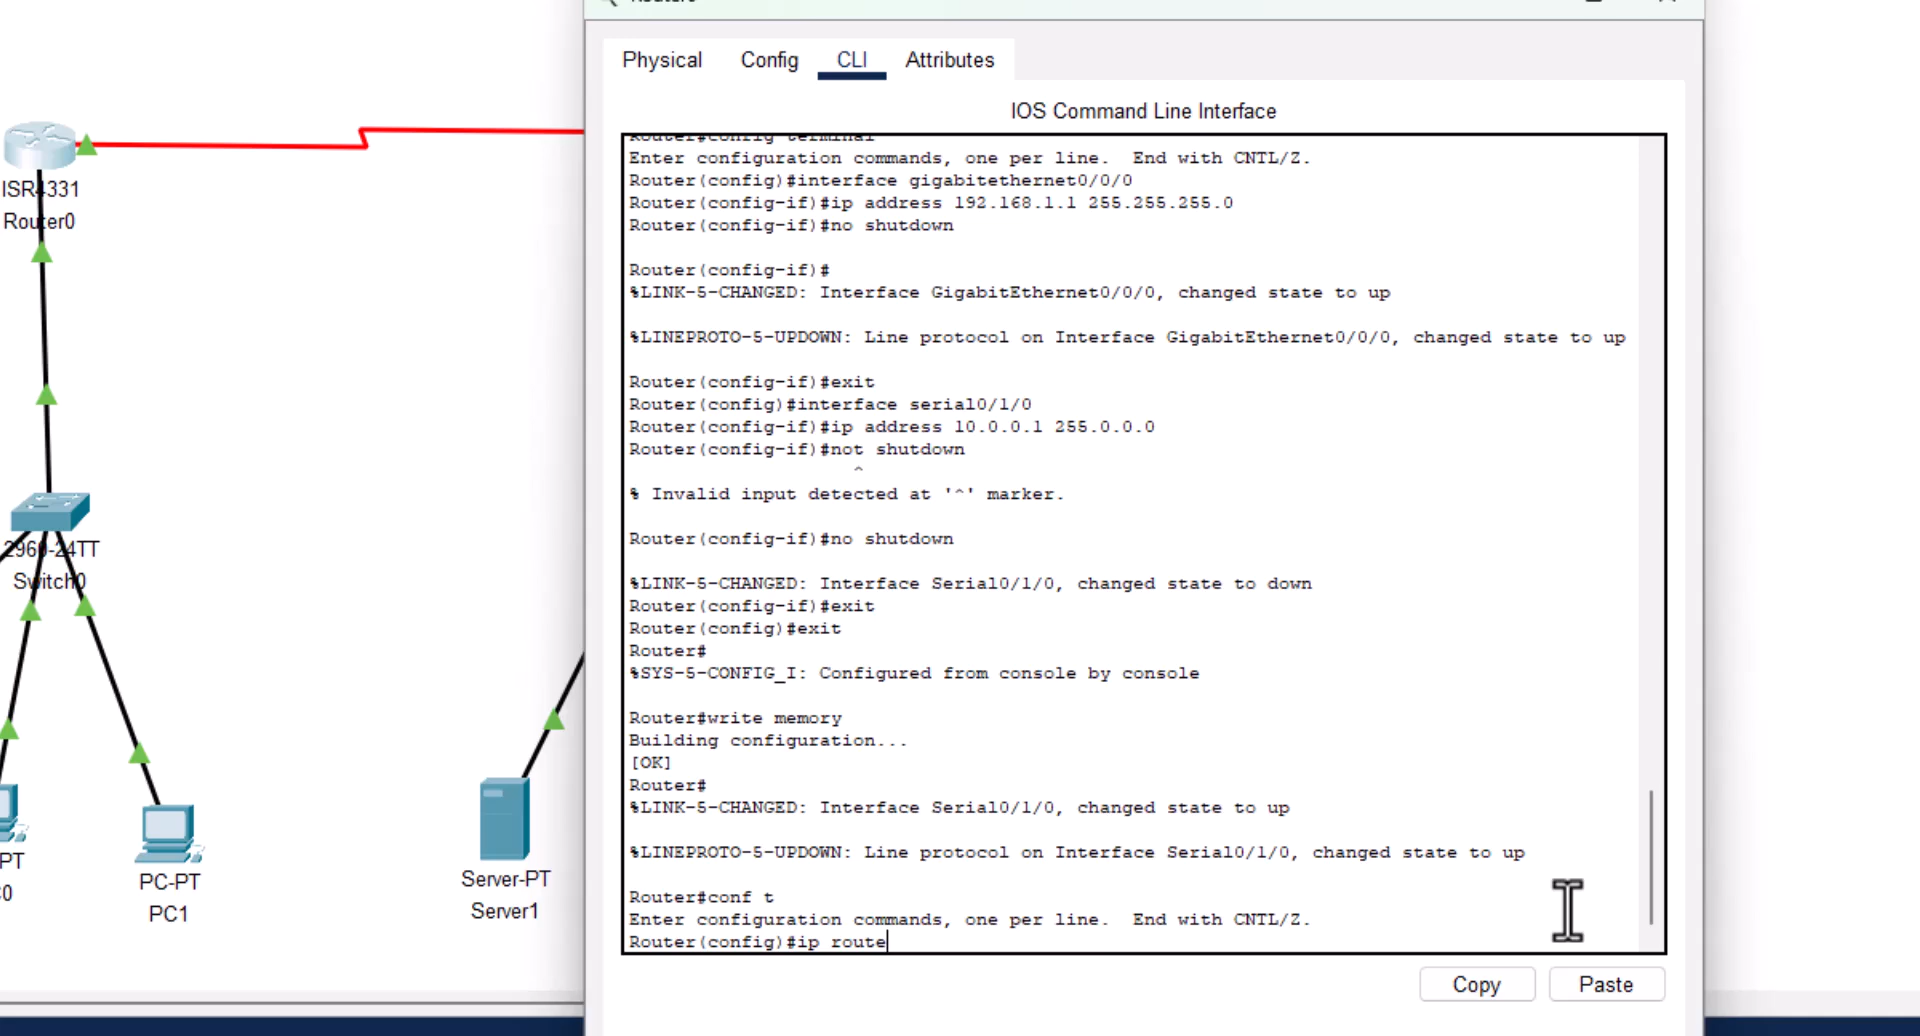 Physical
Config
CLI
Attributes
IOS Command Line Interface
Router#config terminal
Enter configuration commands, one per line.  End with CNTL/Z.
Router(config)#interface gigabitethernet0/0/0
Router(config-if)#ip address 192.168.1.1 255.255.255.0
Router(config-if)#no shutdown
Router(config-if)#
%LINK-5-CHANGED: Interface GigabitEthernet0/0/0, changed state to up
%LINEPROTO-5-UPDOWN: Line protocol on Interface GigabitEthernet0/0/0, changed state to up
Router(config-if)#exit
Router(config)#interface serial0/1/0
Router(config-if)#ip address 10.0.0.1 255.0.0.0
Router(config-if)#not shutdown
^
% Invalid input detected at '^' marker.
Router(config-if)#no shutdown
%LINK-5-CHANGED: Interface Serial0/1/0, changed state to down
Router(config-if)#exit
Router(config)#exit
Router#
%SYS-5-CONFIG_I: Configured from console by console
Router#write memory
Building configuration...
[OK]
Router#
%LINK-5-CHANGED: Interface Serial0/1/0, changed state to up
%LINEPROTO-5-UPDOWN: Line protocol on Interface Serial0/1/0, changed state to up
Router#conf t
Enter configuration commands, one per line.  End with CNTL/Z.
Router(config)#ip route
Copy
Paste
ISR4331
Router0
2960-24TT
Switch0
PT
PC-PT
PC1
Server-PT
Server1